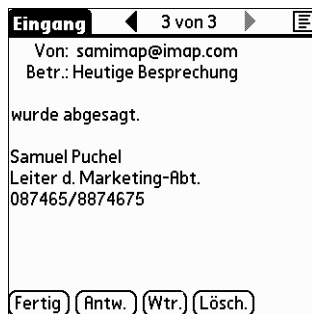 Eingang 3 von 3
Von: samimap@imap.com
Betr.: Heutige Besprechung
wurde abgesagt.
Samuel Puchel
Leiter d. Marketing-Abt.
087465/8874675
Fertig Antw. Wtr. Lösch.